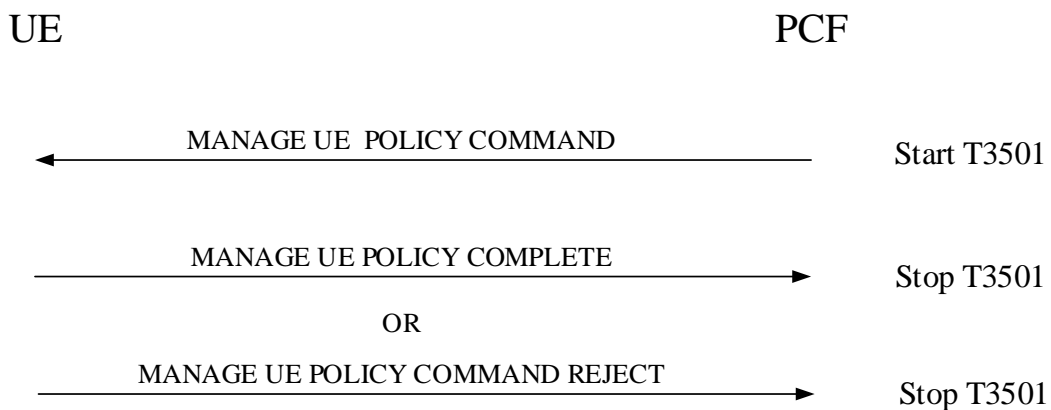 UE PCF
MANAGE UE POLICY COMMAND Start T3501
MANAGE UE POLICY COMPLETE Stop T3501
OR
MANAGE UE POLICY COMMAND REJECT Stop T3501